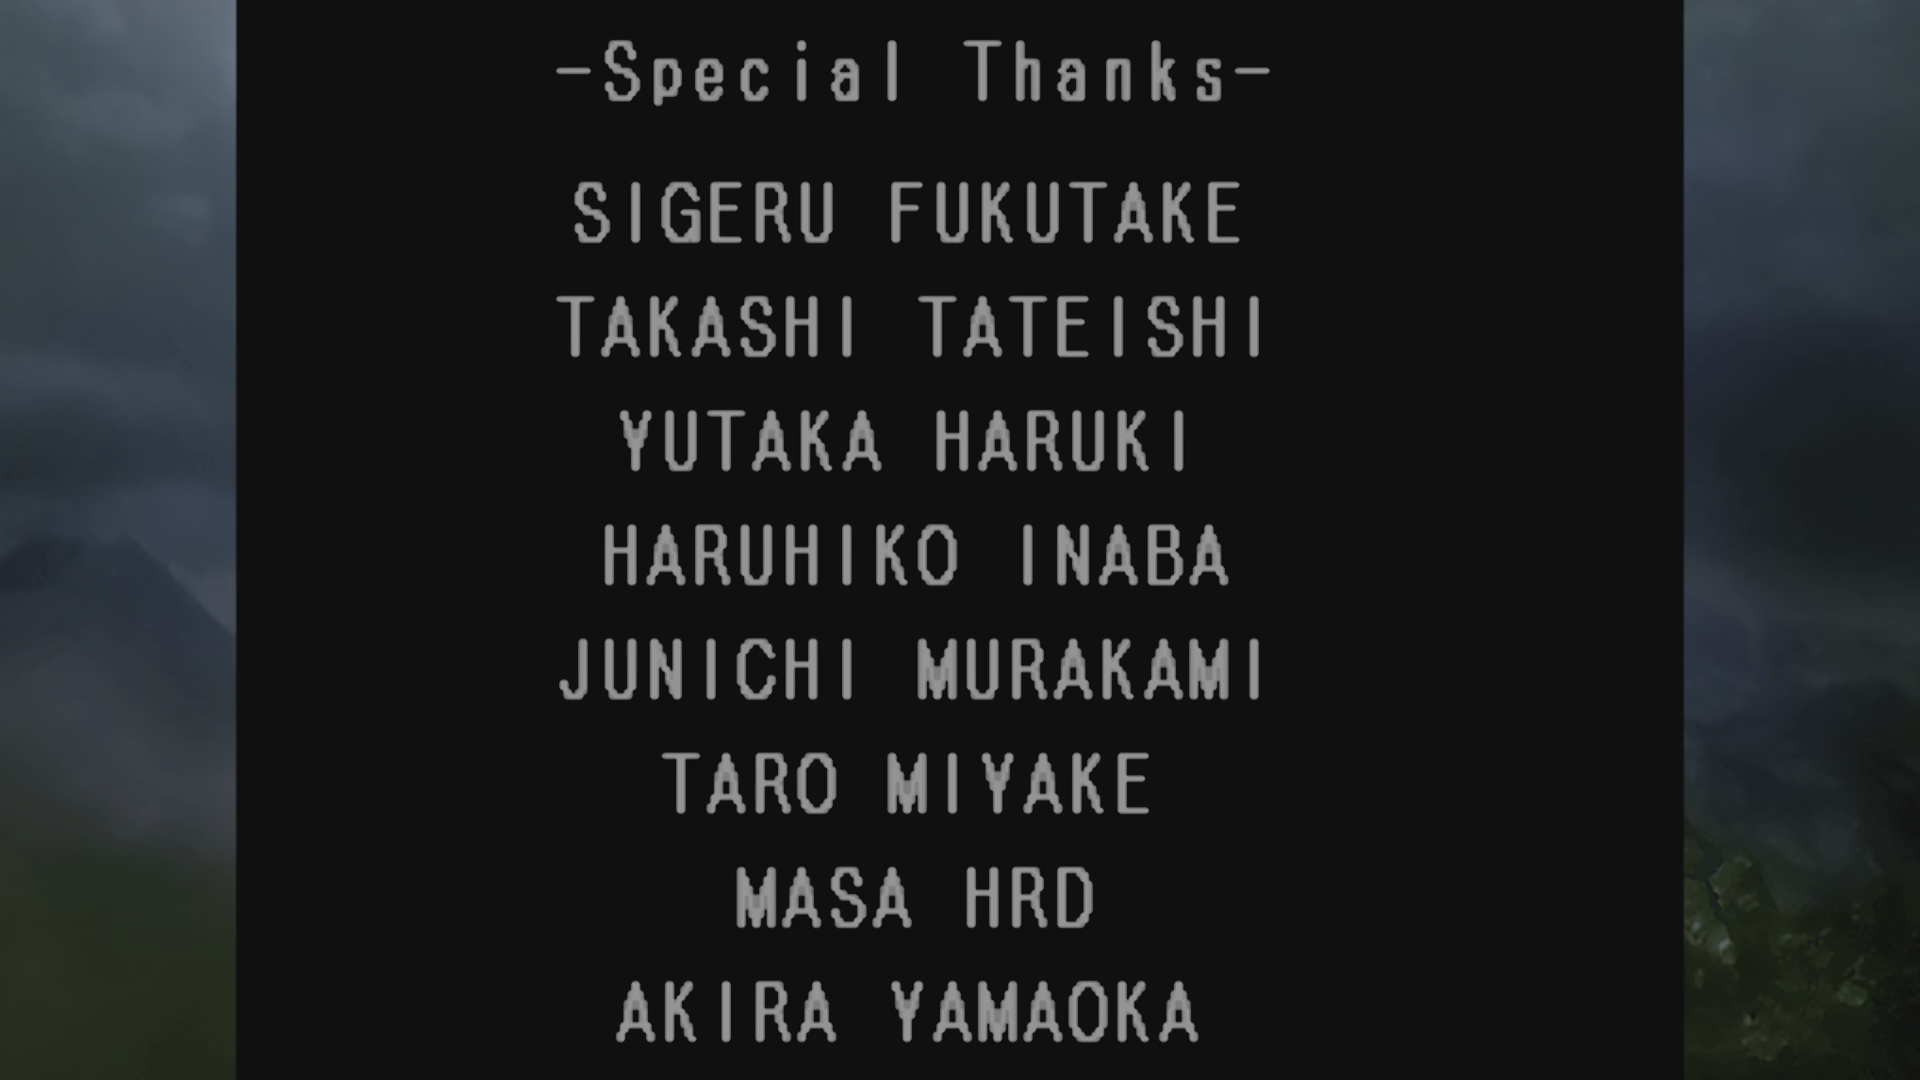 -Special Thanks-
SIGERU FUKUTAKE
TAKASHI TATEISHI
YUTAKA HARUKI
HARUHIKO INABA
JUNICHI MURAKAMI
TARO MIYAKE
MASA HRD
AKIRA YAMAOKA